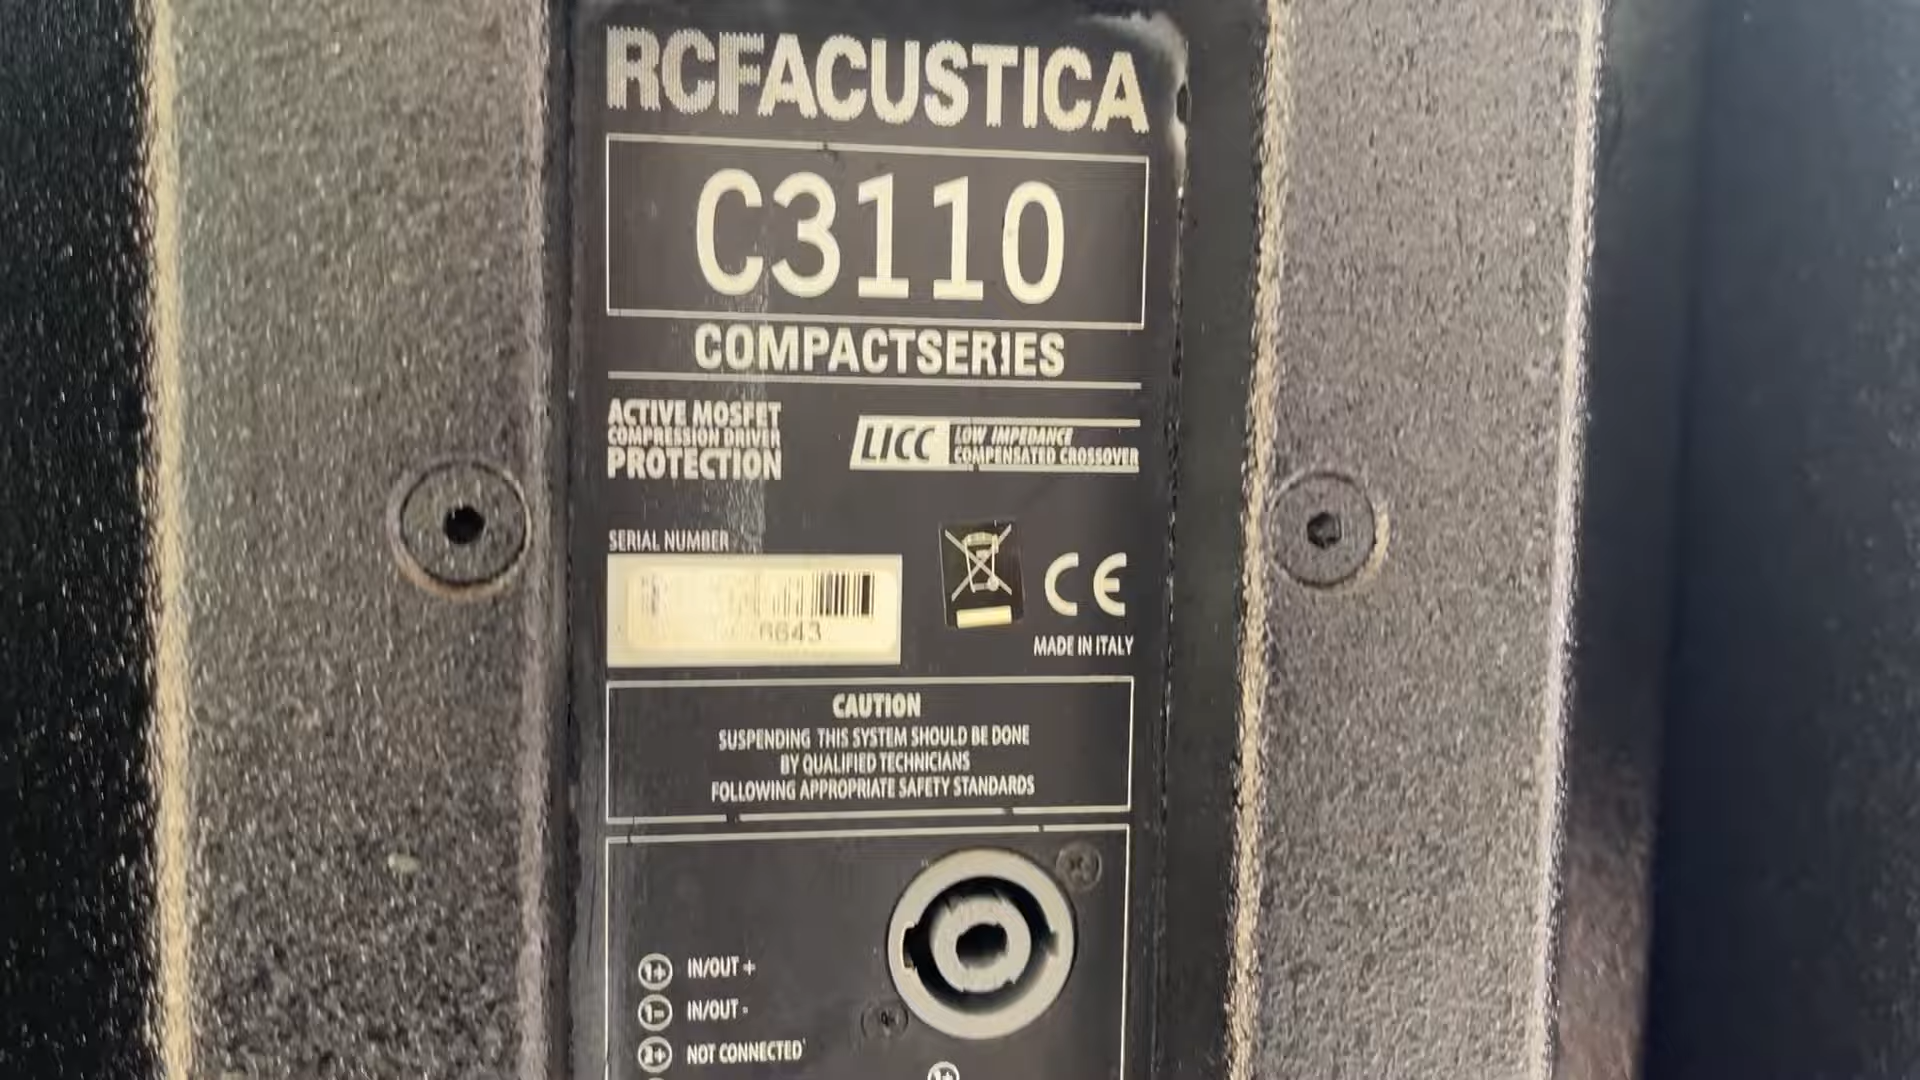 RCFACUSTICA
C3110
COMPACTSERIES
ACTIVE MOSFET
COMPRESSION DRIVER
PROTECTION
LICC LOW IMPEDANCE
COMPENSATED CROSSOVER
SERIAL NUMBER
CE
MADE IN ITALY
CAUTION
SUSPENDING THIS SYSTEM SHOULD BE DONE
BY QUALIFIED TECHNICIANS
FOLLOWING APPROPRIATE SAFETY STANDARDS
1+ IN/OUT +
1- IN/OUT -
2+ NOT CONNECTED
1+